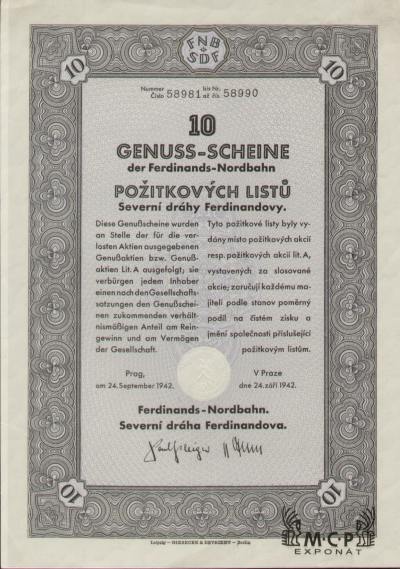 FNB
SDF
10
10
Nummer bis Nr.
Číslo 58981 až čís. 58990
10
GENUSS-SCHEINE
der Ferdinands-Nordbahn
POŽITKOVÝCH LISTŮ
Severní dráhy Ferdinandovy.
Diese Genußscheine wurden
an Stelle der für die ver-
losten Aktien ausgegebenen
Genußaktien bzw. Genuß-
aktien Lit. A ausgefolgt; sie
verbürgen jedem Inhaber
einen nach den Gesellschafts-
satzungen den Genußschei-
nen zukommenden verhält-
nismäßigen Anteil am Rein-
gewinn und am Vermögen
der Gesellschaft.
Tyto požitkové listy byly vy-
dány místo požitkových akcií
resp. požitkových akcií lit. A,
vystavených za slosované
akcie; zaručují každému ma-
jiteli podle stanov poměrný
podíl na čistém zisku a
jmění společnosti příslušející
požitkovým listům.
Prag,
am 24. September 1942.
V Praze
dne 24. září 1942.
Ferdinands-Nordbahn.
Severní dráha Ferdinandova.
10
10
Leipzig — GIESECKE & DEVRIENT — Berlin
M·C·P
EXPONÁT